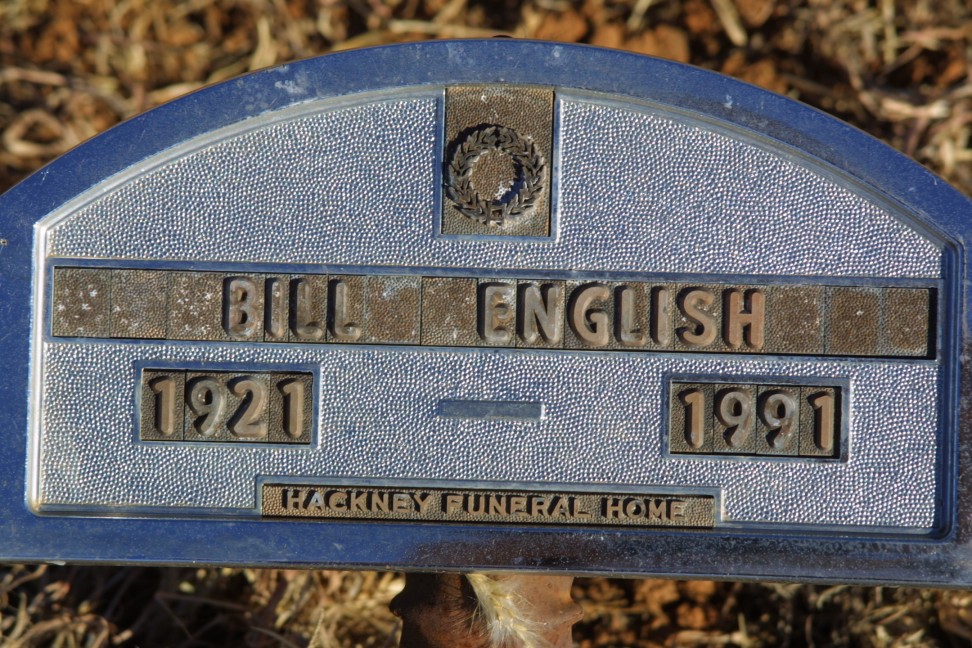 BILL ENGLISH
1921 – 1991
HACKNEY FUNERAL HOME